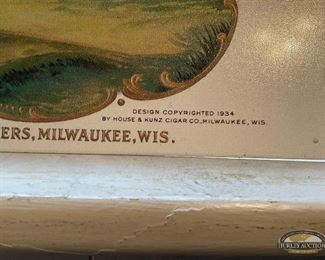 DESIGN COPYRIGHTED 1934
BY HOUSE & KUNZ CIGAR CO., MILWAUKEE, WIS.
ERS, MILWAUKEE, WIS.